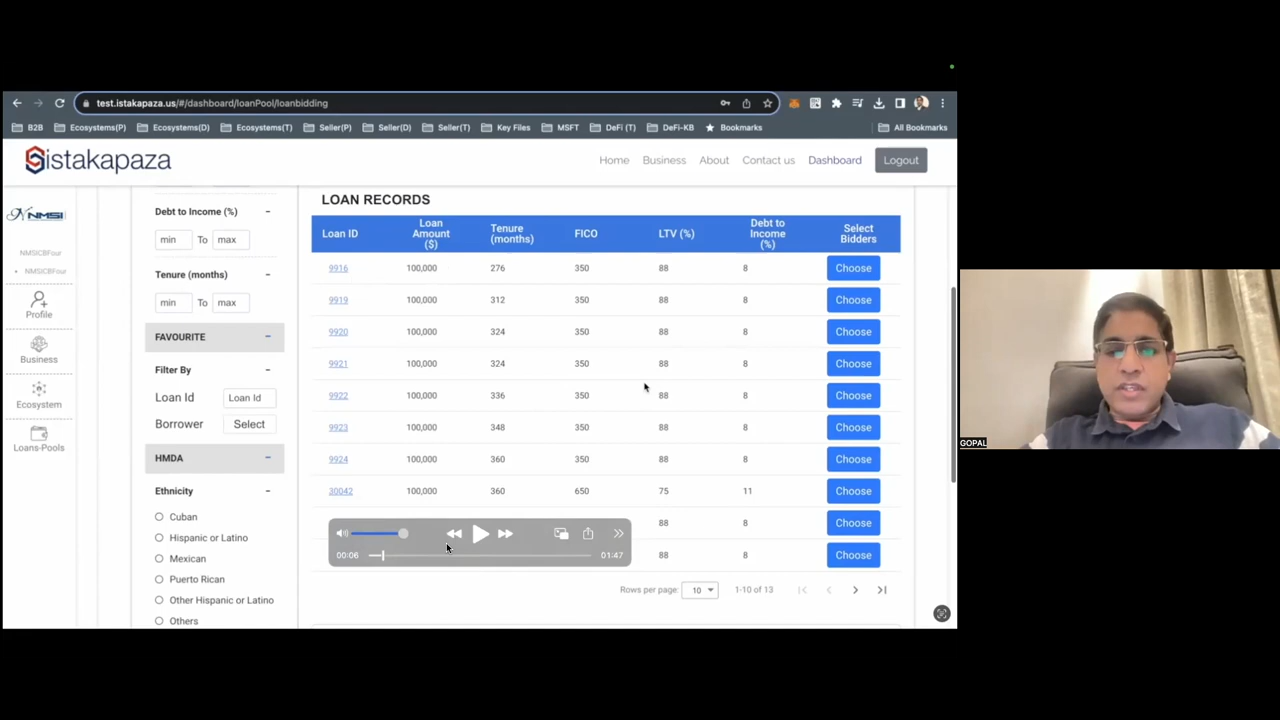 test.istakapaza.us/#/dashboard/loanPool/loanbidding
B2B Ecosystems(P) Ecosystems(D) Ecosystems(T) Seller(P) Seller(D) Seller(T) Key Files MSFT DeFi (T) DeFi-KB Bookmarks All Bookmarks
istakapaza Home Business About Contact us Dashboard Logout
NMSI
NMSICBFour
NMSICBFour
Profile
Business
Ecosystem
Loans-Pools
Debt to Income (%) −
min To max
Tenure (months) −
min To max
FAVOURITE −
Filter By −
Loan Id Loan Id
Borrower Select
HMDA −
Ethnicity −
Cuban
Hispanic or Latino
Mexican
Puerto Rican
Other Hispanic or Latino
Others
LOAN RECORDS
Loan ID Loan Amount ($) Tenure (months) FICO LTV (%) Debt to Income (%) Select Bidders
9916 100,000 276 350 88 8 Choose
9919 100,000 312 350 88 8 Choose
9920 100,000 324 350 88 8 Choose
9921 100,000 324 350 88 8 Choose
9922 100,000 336 350 88 8 Choose
9923 100,000 348 350 88 8 Choose
9924 100,000 360 350 88 8 Choose
30042 100,000 360 650 75 11 Choose
88 8 Choose
88 8 Choose
00:06 01:47
Rows per page: 10 1-10 of 13
GOPAL